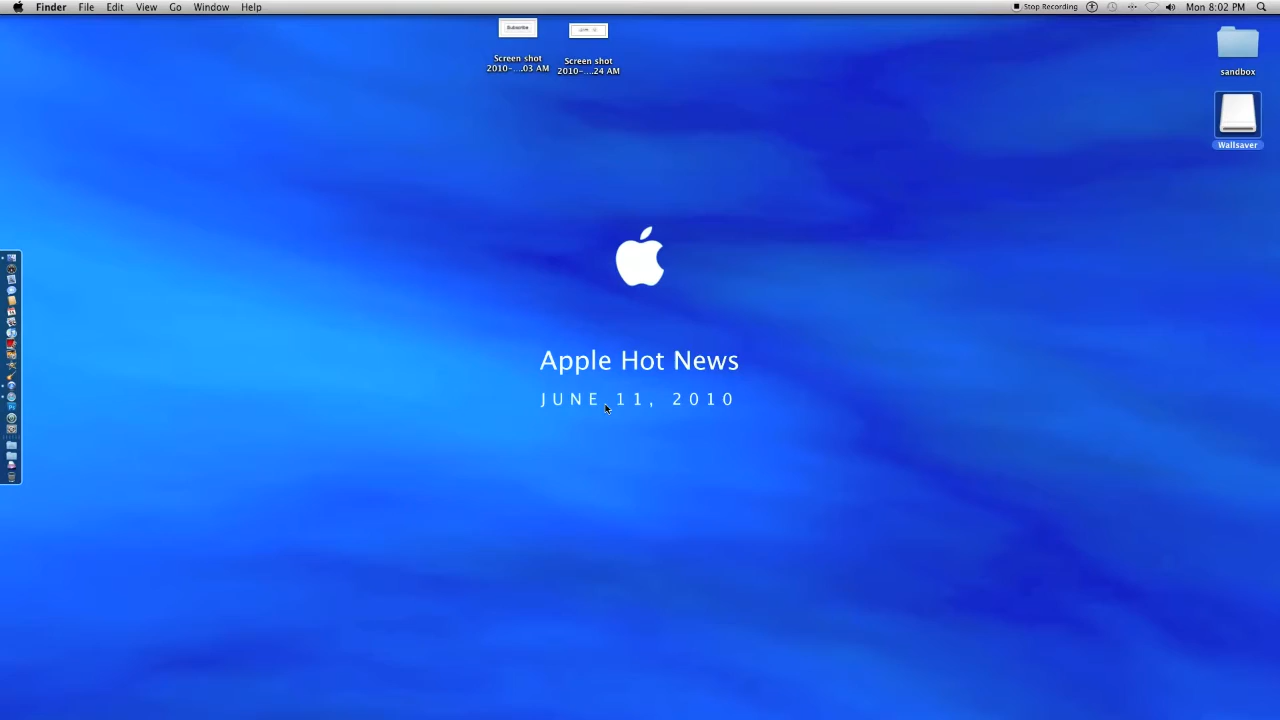 Finder File Edit View Go Window Help Stop Recording Mon 8:02 PM
Subscribe
Screen shot
2010-....03 AM
Screen shot
2010-....24 AM
sandbox
Wallsaver
Apple Hot News
JUNE 11, 2010